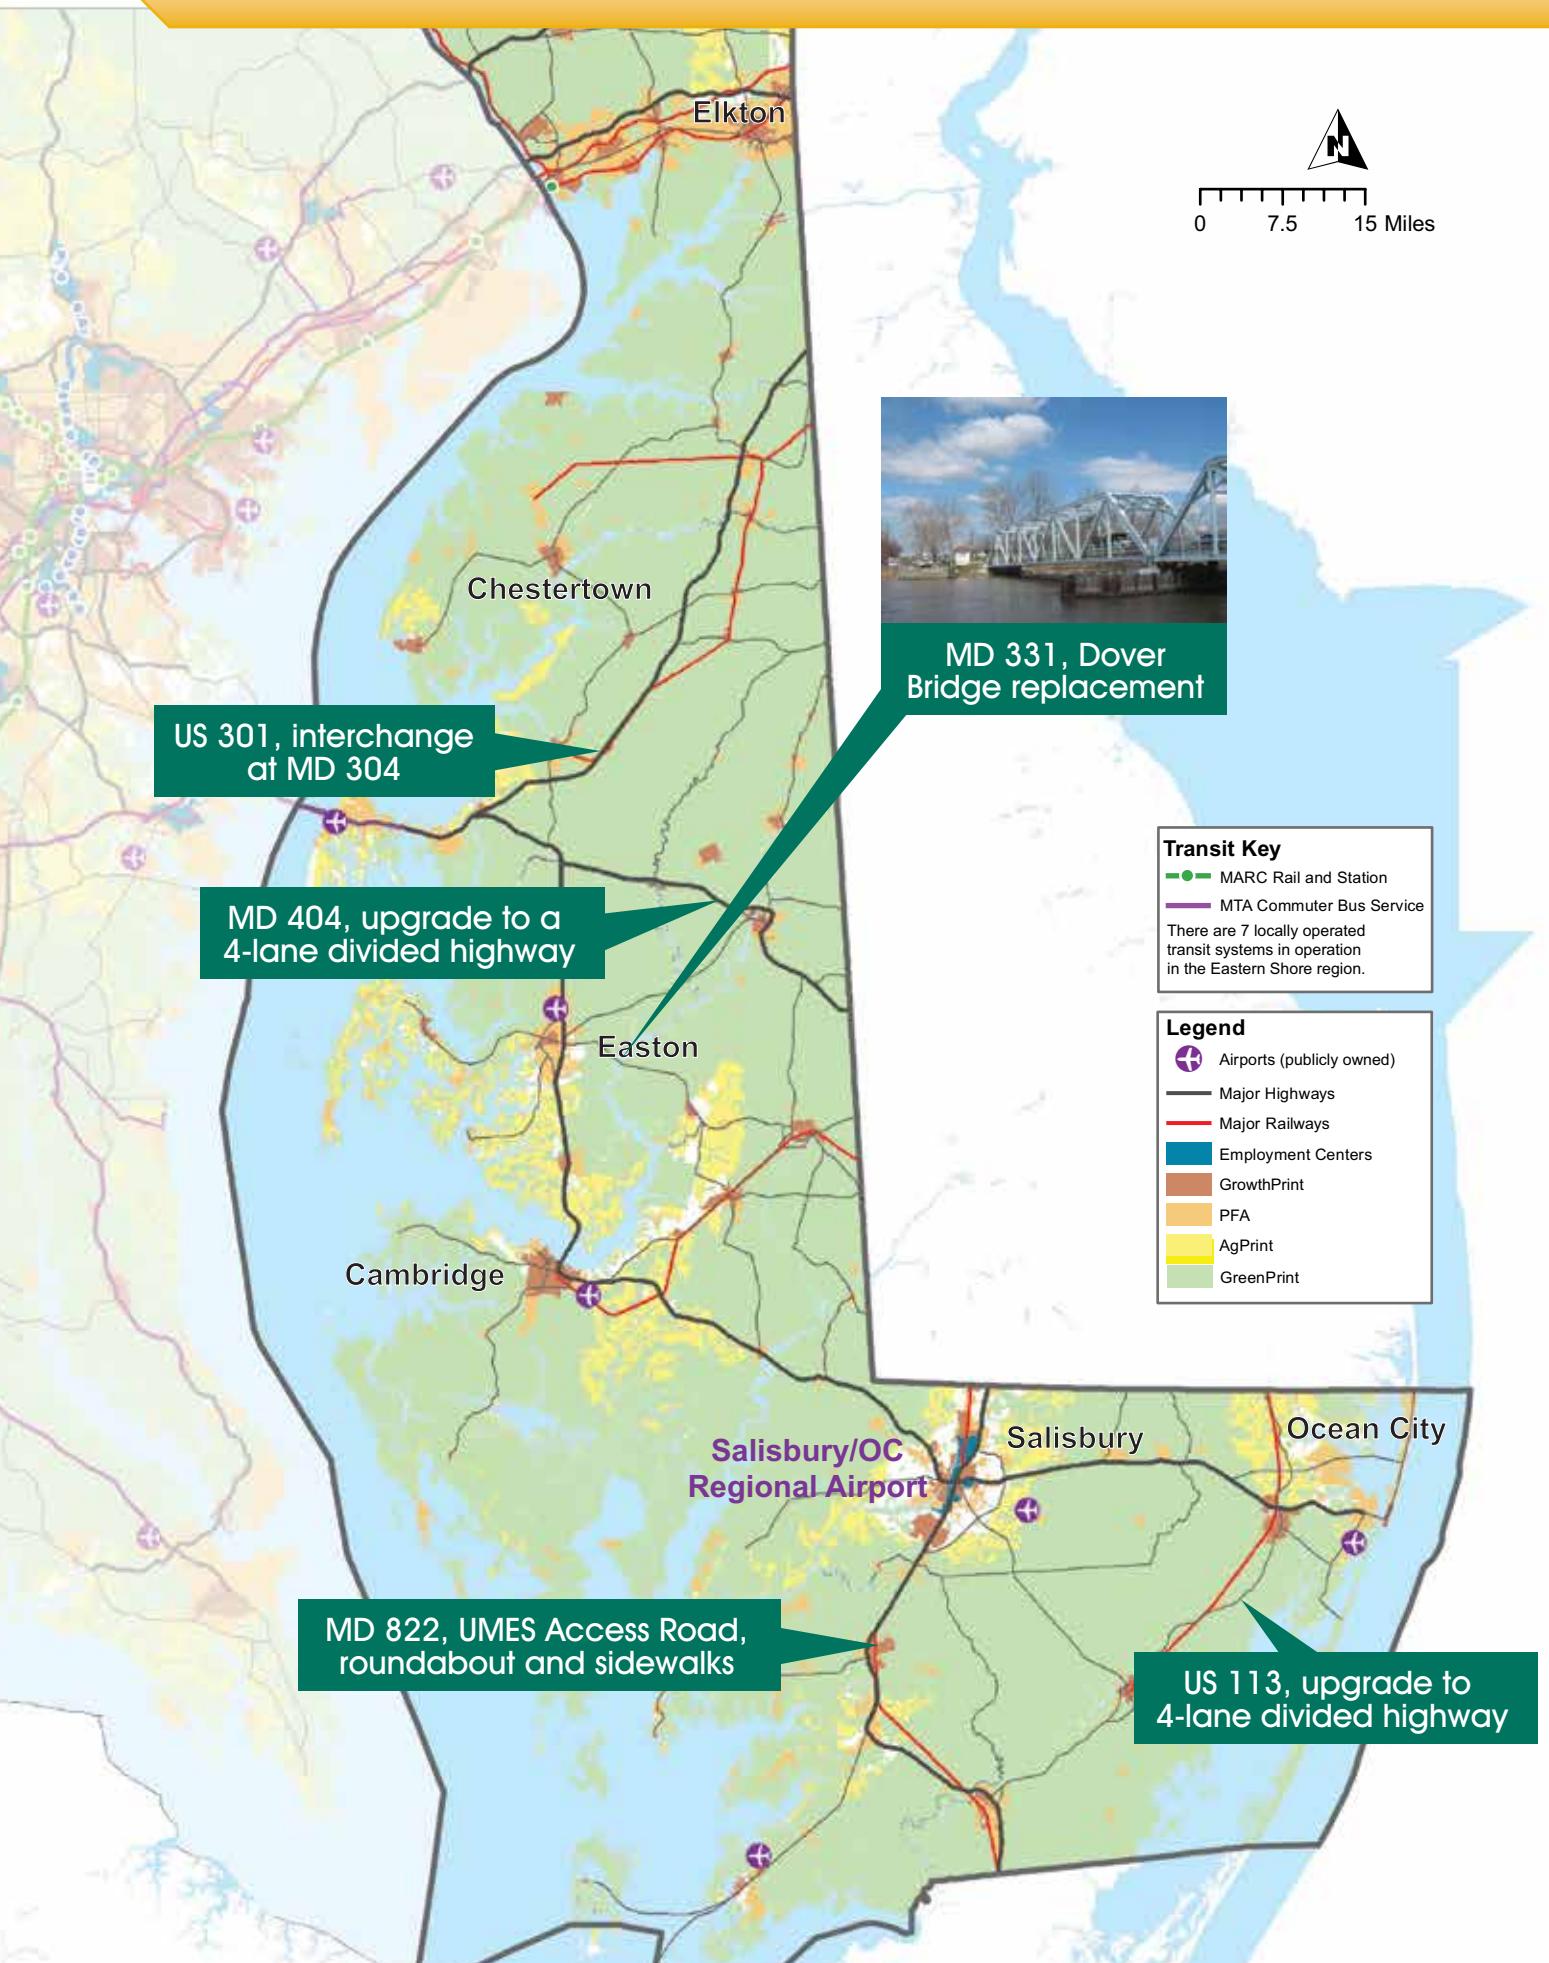 Elkton
N
0 7.5 15 Miles
Chestertown
MD 331, Dover
Bridge replacement
US 301, interchange
at MD 304
Transit Key
MARC Rail and Station
MTA Commuter Bus Service
There are 7 locally operated
transit systems in operation
in the Eastern Shore region.
MD 404, upgrade to a
4-lane divided highway
Easton
Legend
Airports (publicly owned)
Major Highways
Major Railways
Employment Centers
GrowthPrint
PFA
AgPrint
GreenPrint
Cambridge
Salisbury/OC
Regional Airport
Salisbury
Ocean City
MD 822, UMES Access Road,
roundabout and sidewalks
US 113, upgrade to
4-lane divided highway